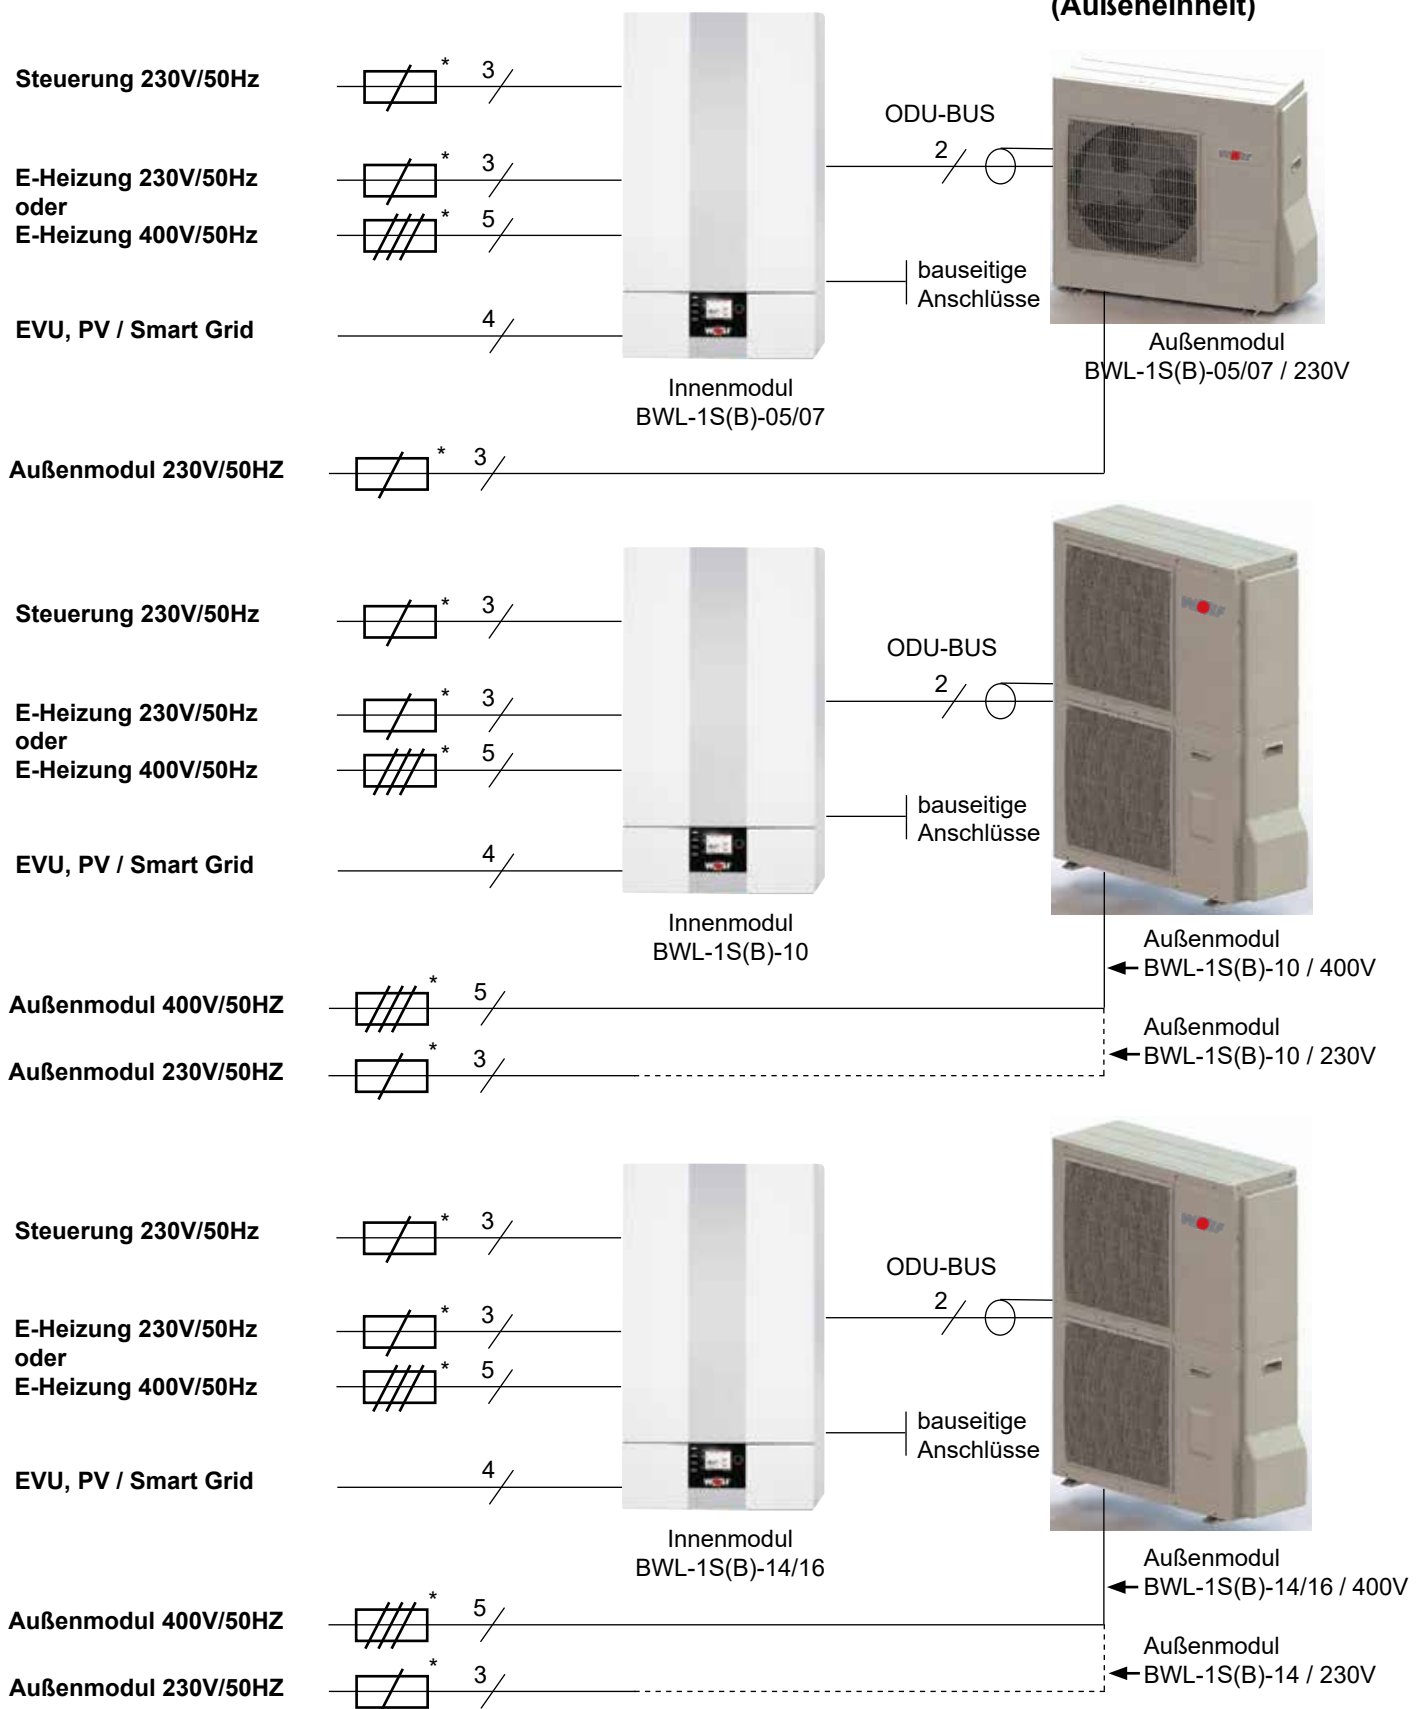 (Außeneinheit)
Steuerung 230V/50Hz
* 3
ODU-BUS
2
WOLF
E-Heizung 230V/50Hz
oder
E-Heizung 400V/50Hz
* 3
* 5
bauseitige
Anschlüsse
EVU, PV / Smart Grid
4
WOLF
Innenmodul
BWL-1S(B)-05/07
Außenmodul
BWL-1S(B)-05/07 / 230V
Außenmodul 230V/50HZ
* 3
Steuerung 230V/50Hz
* 3
ODU-BUS
2
WOLF
E-Heizung 230V/50Hz
oder
E-Heizung 400V/50Hz
* 3
* 5
bauseitige
Anschlüsse
EVU, PV / Smart Grid
4
WOLF
Innenmodul
BWL-1S(B)-10
Außenmodul
BWL-1S(B)-10 / 400V
Außenmodul 400V/50HZ
* 5
Außenmodul
BWL-1S(B)-10 / 230V
Außenmodul 230V/50HZ
* 3
Steuerung 230V/50Hz
* 3
ODU-BUS
2
WOLF
E-Heizung 230V/50Hz
oder
E-Heizung 400V/50Hz
* 3
* 5
bauseitige
Anschlüsse
EVU, PV / Smart Grid
4
WOLF
Innenmodul
BWL-1S(B)-14/16
Außenmodul
BWL-1S(B)-14/16 / 400V
Außenmodul 400V/50HZ
* 5
Außenmodul
BWL-1S(B)-14 / 230V
Außenmodul 230V/50HZ
* 3